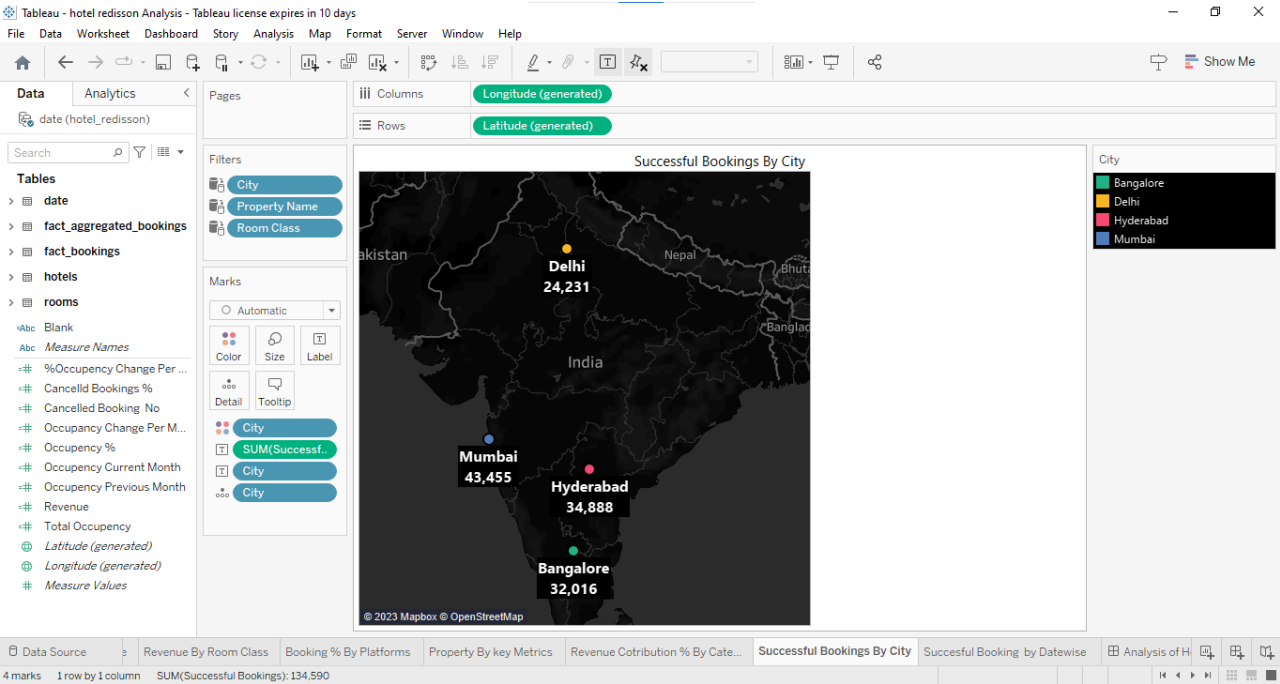 Tableau - hotel redisson Analysis - Tableau license expires in 10 days
File Data Worksheet Dashboard Story Analysis Map Format Server Window Help
Show Me
Data Analytics
date (hotel_redisson)
Search
Tables
date
fact_aggregated_bookings
fact_bookings
hotels
rooms
Abc Blank
Abc Measure Names
%Occupency Change Per ...
Cancelld Bookings %
Cancelled Booking No
Occupancy Change Per M...
Occupency %
Occupency Current Month
Occupency Previous Month
Revenue
Total Occupency
Latitude (generated)
Longitude (generated)
Measure Values
Pages
Filters
City
Property Name
Room Class
Marks
Automatic
Color Size Label
Detail Tooltip
City
SUM(Successf..
City
City
Columns Longitude (generated)
Rows Latitude (generated)
Successful Bookings By City
akistan
Nepal
Bhuta
Banglad
India
Delhi
24,231
Mumbai
43,455
Hyderabad
34,888
Bangalore
32,016
© 2023 Mapbox © OpenStreetMap
City
Bangalore
Delhi
Hyderabad
Mumbai
Data Source e Revenue By Room Class Booking % By Platforms Property By key Metrics Revenue Cotribution % By Cate... Successful Bookings By City Succesful Booking by Datewise Analysis of H
4 marks 1 row by 1 column SUM(Successful Bookings): 134,590